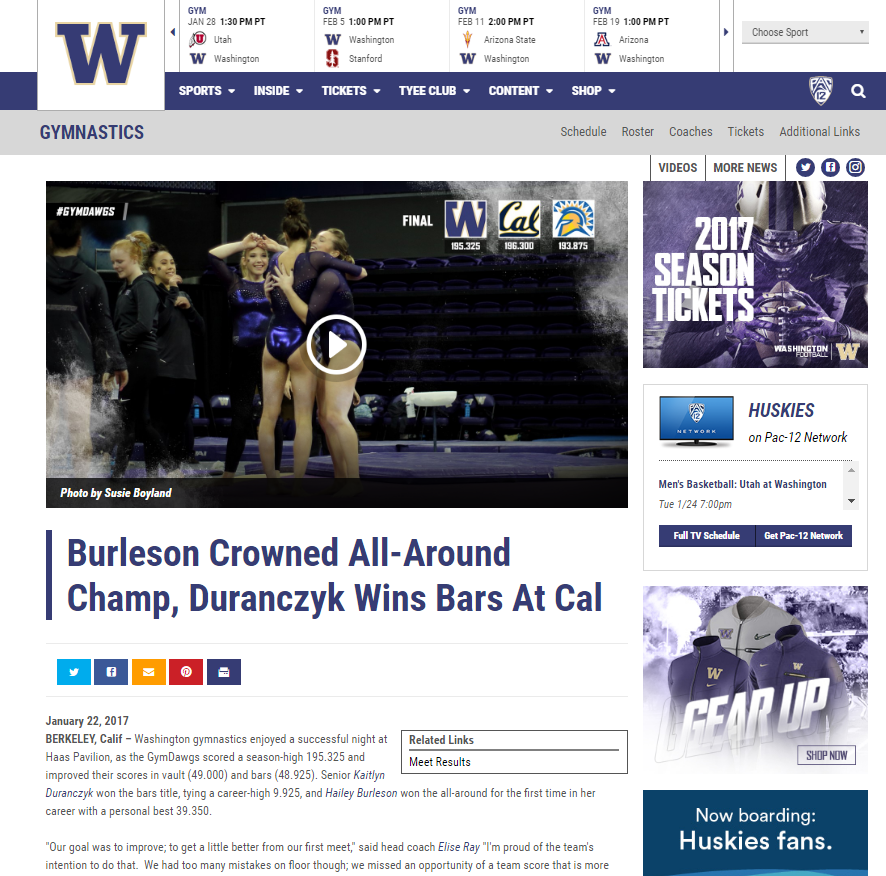 GYM
JAN 28 1:30 PM PT
Utah
Washington
GYM
FEB 5 1:00 PM PT
Washington
Stanford
GYM
FEB 11 2:00 PM PT
Arizona State
Washington
GYM
FEB 19 1:00 PM PT
Arizona
Washington
Choose Sport
W
SPORTS INSIDE TICKETS TYEE CLUB CONTENT SHOP
PAC 12
GYMNASTICS
Schedule Roster Coaches Tickets Additional Links
VIDEOS MORE NEWS
#GYMDAWGS
FINAL
W Cal
195.325 196.300 193.875
Photo by Susie Boyland
2017
SEASON
TICKETS
WASHINGTON
FOOTBALL
W
HUSKIES
on Pac-12 Network
NETWORK
Men's Basketball: Utah at Washington
Tue 1/24 7:00pm
Full TV Schedule Get Pac-12 Network
Burleson Crowned All-Around
Champ, Duranczyk Wins Bars At Cal
GEAR UP
SHOP NOW
January 22, 2017
BERKELEY, Calif – Washington gymnastics enjoyed a successful night at
Haas Pavilion, as the GymDawgs scored a season-high 195.325 and
improved their scores in vault (49.000) and bars (48.925). Senior Kaitlyn
Duranczyk won the bars title, tying a career-high 9.925, and Hailey Burleson won the all-around for the first time in her
career with a personal best 39.350.
Related Links
Meet Results
"Our goal was to improve; to get a little better from our first meet," said head coach Elise Ray "I'm proud of the team's
intention to do that.  We had too many mistakes on floor though; we missed an opportunity of a team score that is more
Now boarding:
Huskies fans.